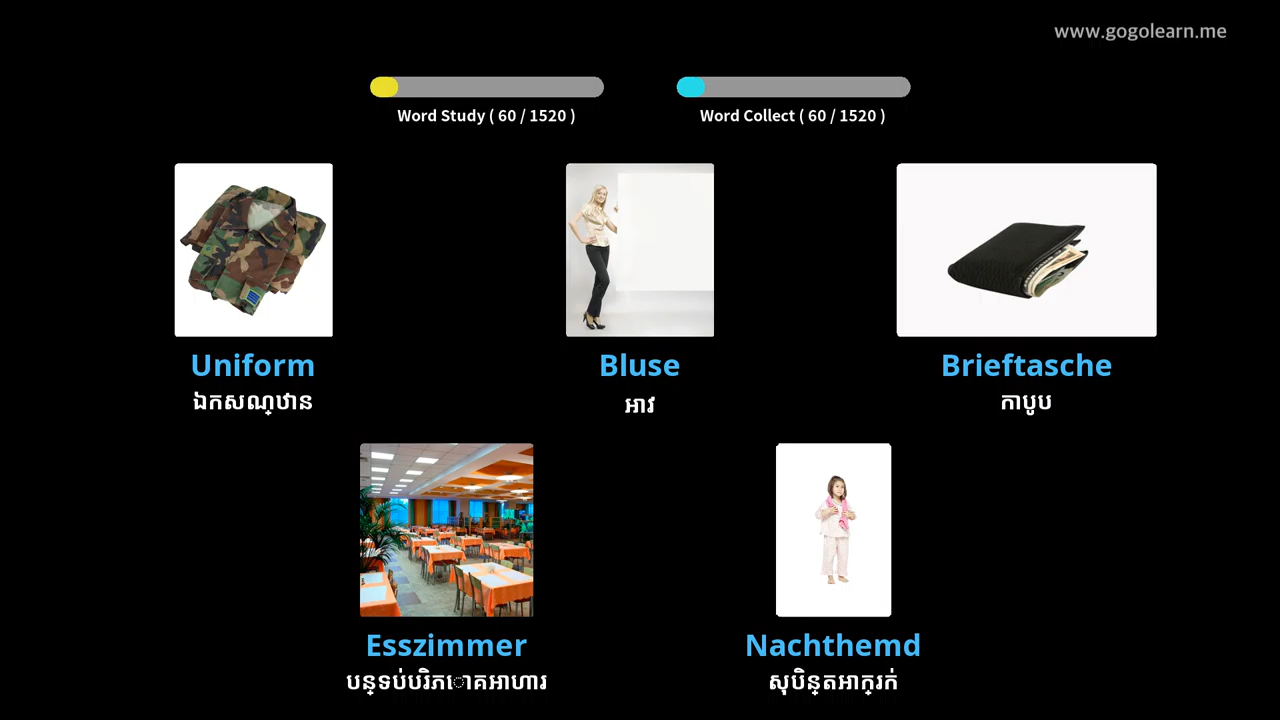 www.gogolearn.me
Word Study ( 60 / 1520 )
Word Collect ( 60 / 1520 )
Uniform
ឯកសណ្ឋាន
Bluse
អាវ
Brieftasche
កាបូប
Esszimmer
បន្ទប់បរិភោគអាហារ
Nachthemd
សុបិន្តអាក្រក់